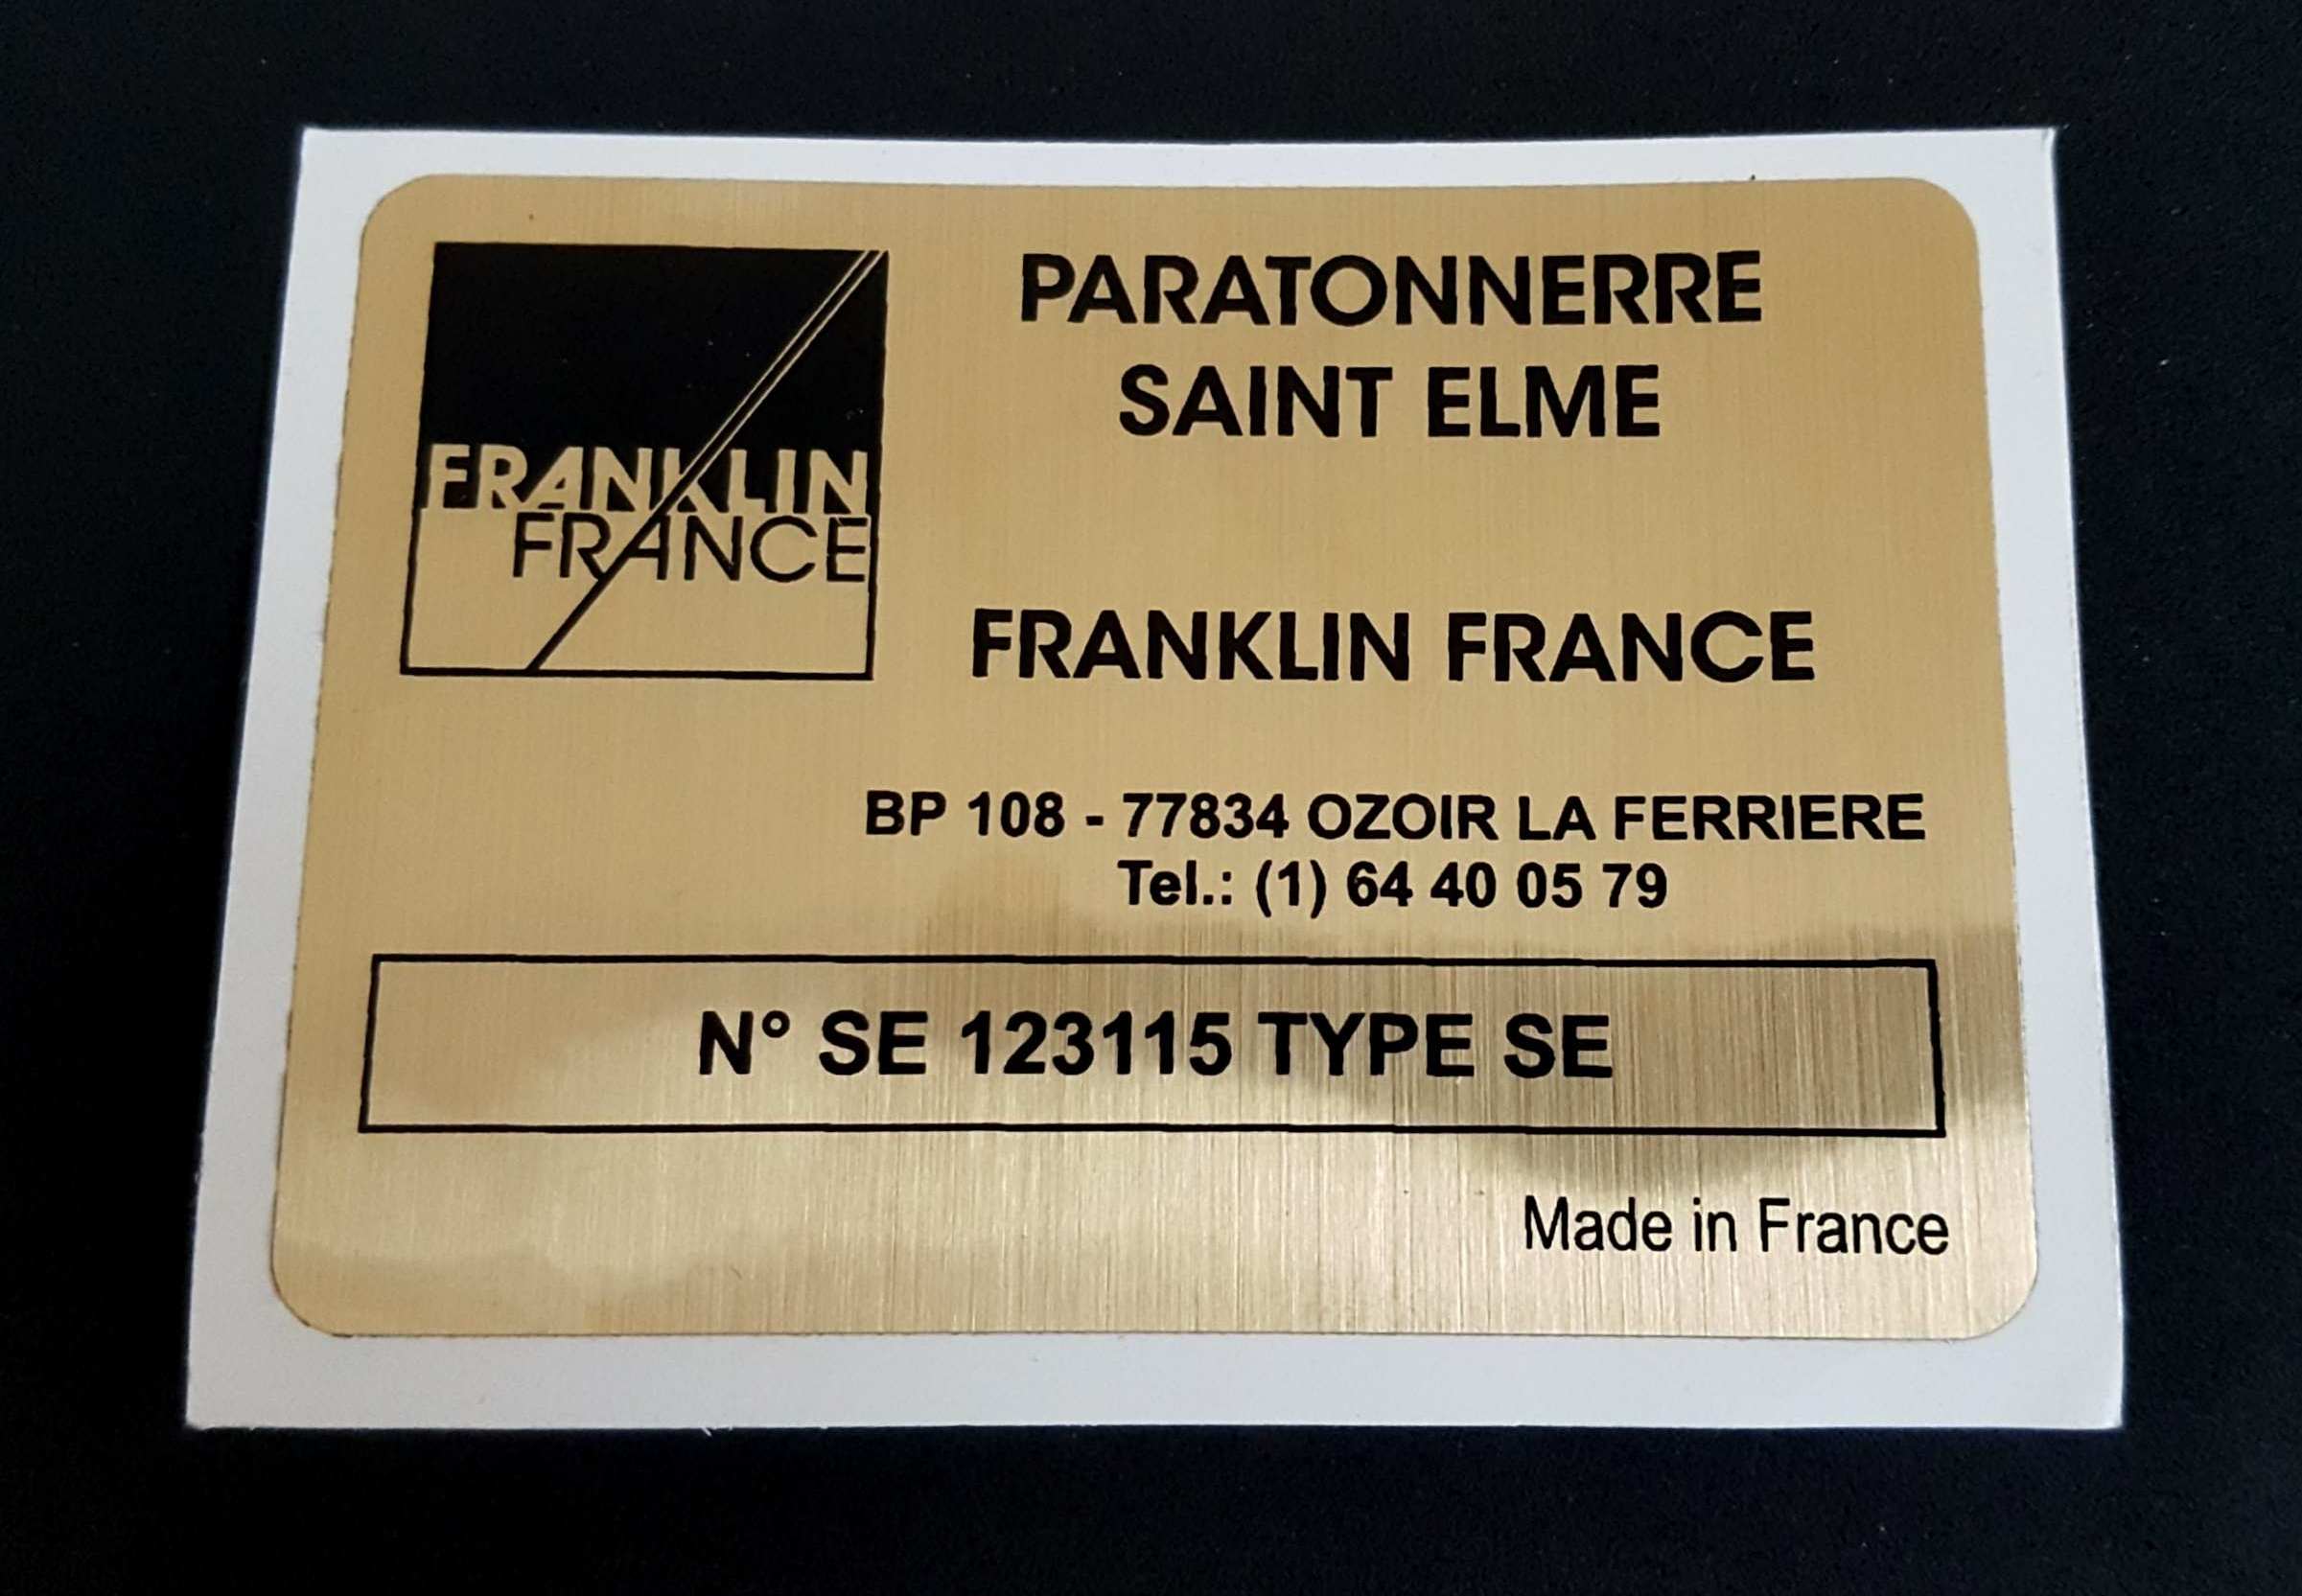 FRANKLIN
FRANCE
PARATONNERRE
SAINT ELME
FRANKLIN FRANCE
BP 108 - 77834 OZOIR LA FERRIERE
Tel.: (1) 64 40 05 79
N° SE 123115 TYPE SE
Made in France